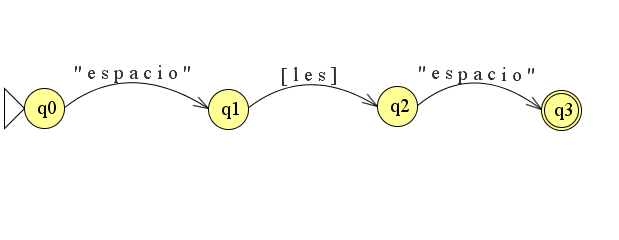 "espacio" [les] "espacio"
q0 q1 q2 q3